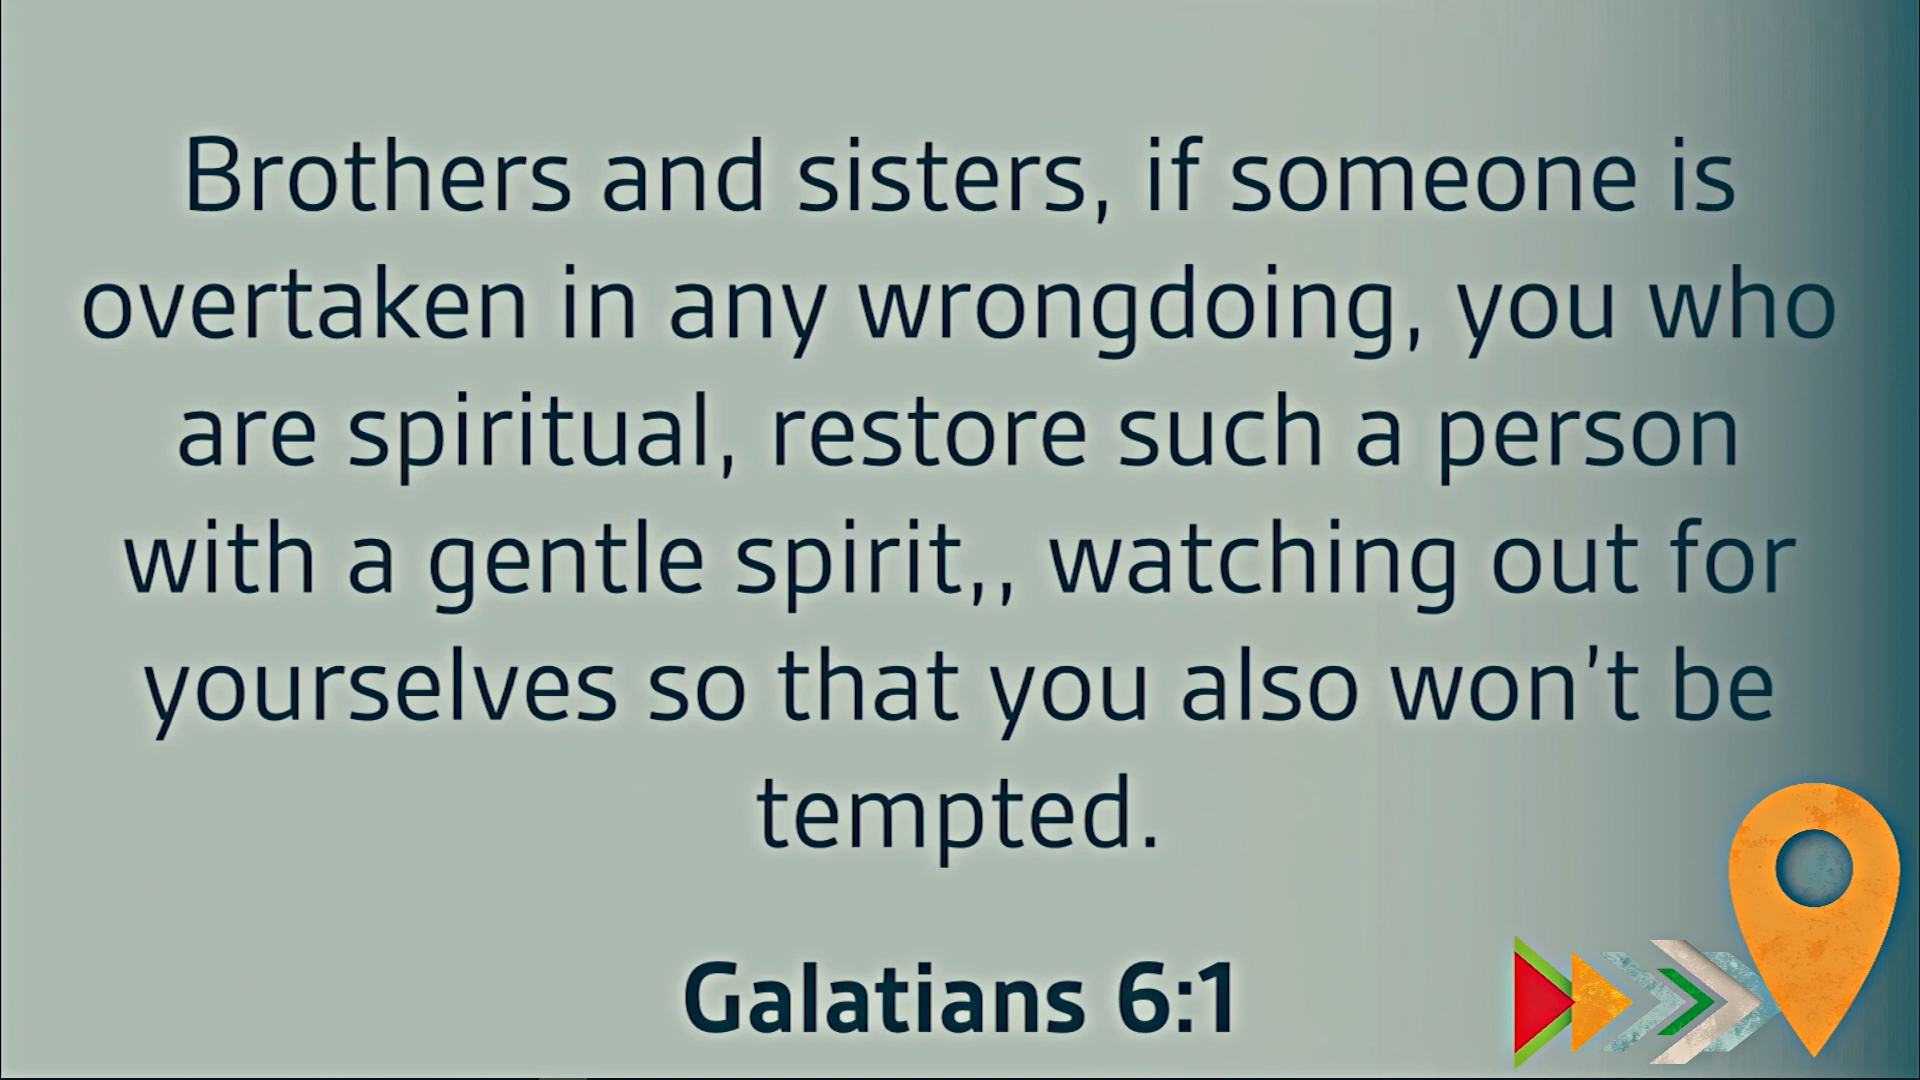 Brothers and sisters, if someone is
overtaken in any wrongdoing, you who
are spiritual, restore such a person
with a gentle spirit,, watching out for
yourselves so that you also won't be
tempted.
Galatians 6:1